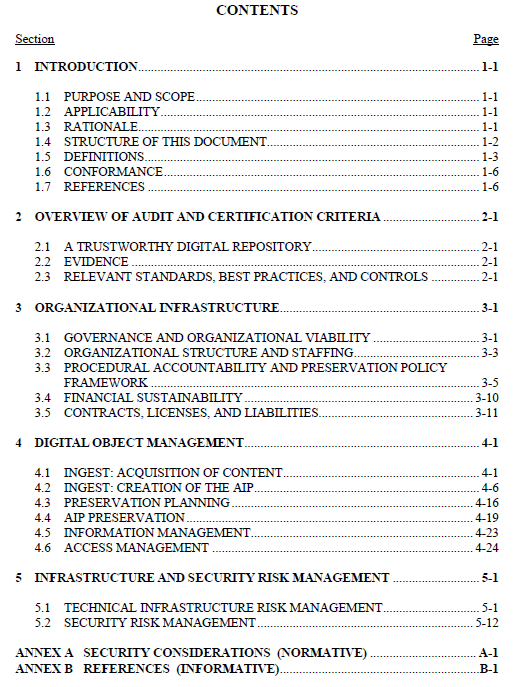 CONTENTS
Section Page
1 INTRODUCTION 1-1
1.1 PURPOSE AND SCOPE 1-1
1.2 APPLICABILITY 1-1
1.3 RATIONALE 1-1
1.4 STRUCTURE OF THIS DOCUMENT 1-2
1.5 DEFINITIONS 1-3
1.6 CONFORMANCE 1-6
1.7 REFERENCES 1-6
2 OVERVIEW OF AUDIT AND CERTIFICATION CRITERIA 2-1
2.1 A TRUSTWORTHY DIGITAL REPOSITORY 2-1
2.2 EVIDENCE 2-1
2.3 RELEVANT STANDARDS, BEST PRACTICES, AND CONTROLS 2-1
3 ORGANIZATIONAL INFRASTRUCTURE 3-1
3.1 GOVERNANCE AND ORGANIZATIONAL VIABILITY 3-1
3.2 ORGANIZATIONAL STRUCTURE AND STAFFING 3-3
3.3 PROCEDURAL ACCOUNTABILITY AND PRESERVATION POLICY
FRAMEWORK 3-5
3.4 FINANCIAL SUSTAINABILITY 3-10
3.5 CONTRACTS, LICENSES, AND LIABILITIES 3-11
4 DIGITAL OBJECT MANAGEMENT 4-1
4.1 INGEST: ACQUISITION OF CONTENT 4-1
4.2 INGEST: CREATION OF THE AIP 4-6
4.3 PRESERVATION PLANNING 4-16
4.4 AIP PRESERVATION 4-19
4.5 INFORMATION MANAGEMENT 4-23
4.6 ACCESS MANAGEMENT 4-24
5 INFRASTRUCTURE AND SECURITY RISK MANAGEMENT 5-1
5.1 TECHNICAL INFRASTRUCTURE RISK MANAGEMENT 5-1
5.2 SECURITY RISK MANAGEMENT 5-12
ANNEX A SECURITY CONSIDERATIONS (NORMATIVE) A-1
ANNEX B REFERENCES (INFORMATIVE) B-1